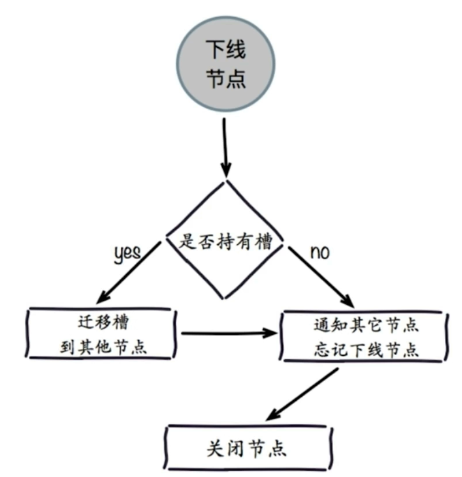 下线
节点
是否持有槽
yes
no
迁移槽
到其他节点
通知其它节点
忘记下线节点
关闭节点